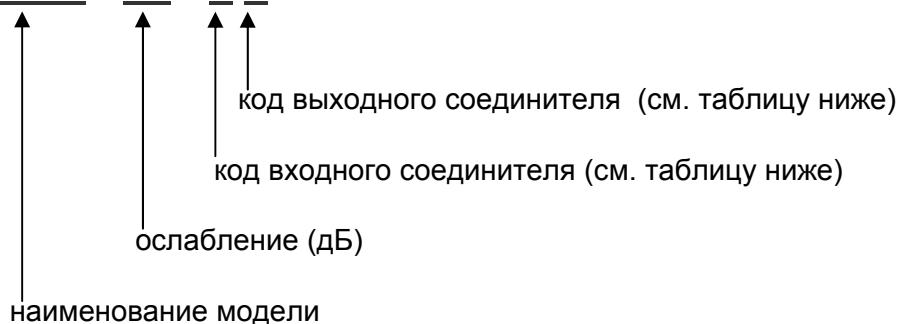 код выходного соединителя (см. таблицу ниже)
код входного соединителя (см. таблицу ниже)
ослабление (дБ)
наименование модели